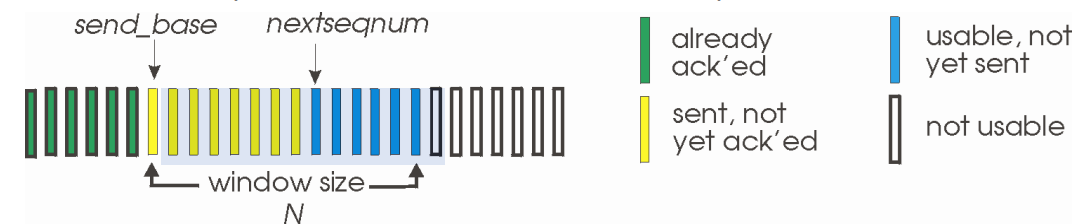 send_base nextseqnum
already
ack'ed
usable, not
yet sent
sent, not
yet ack'ed
not usable
window size
N